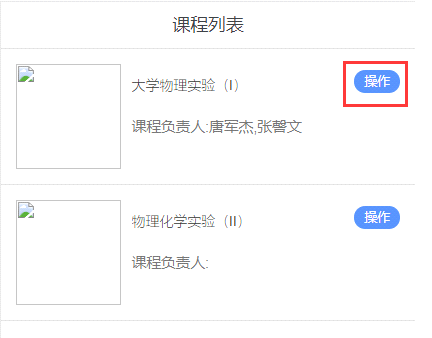 课程列表
大学物理实验（I）
操作
课程负责人:唐军杰,张謦文
物理化学实验（II）
操作
课程负责人: